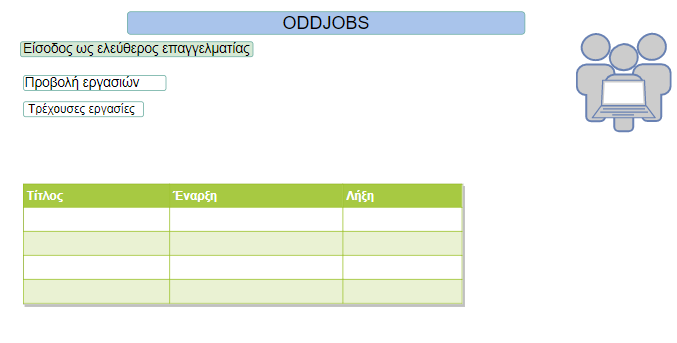 ODDJOBS
Είσοδος ως ελεύθερος επαγγελματίας
Προβολή εργασιών
Τρέχουσες εργασίες
Τίτλος Έναρξη Λήξη